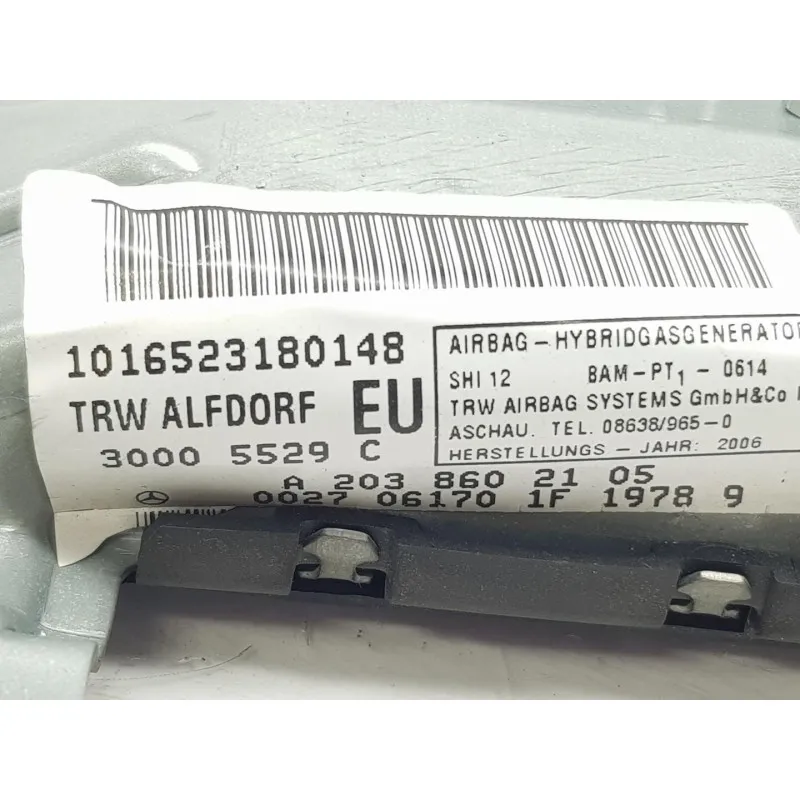 1016523180148
TRW ALFDORF EU
30005 5529 C
AIRBAG-HYBRIDGASGENERATOR
SHI 12 BAM-PT1-0614
TRW AIRBAG SYSTEMS GmbH&Co
ASCHAU. TEL. 08638/965-0
HERSTELLUNGS-JAHR: 2006
A 203 860 21 05
0027 06170 1F 1978 9